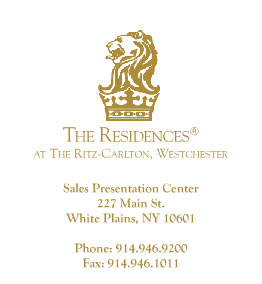 THE RESIDENCES®
AT THE RITZ-CARLTON, WESTCHESTER
Sales Presentation Center
227 Main St.
White Plains, NY 10601
Phone: 914.946.9200
Fax: 914.946.1011